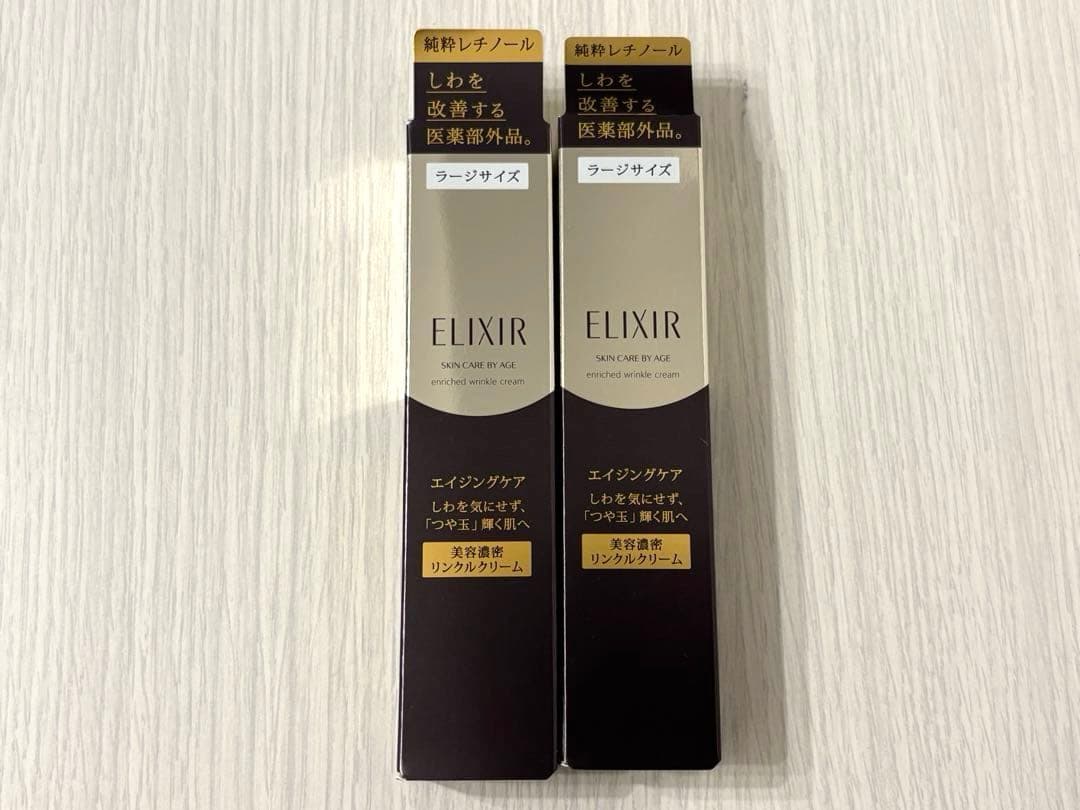 純粋レチノール
しわを
改善する
医薬部外品。
ラージサイズ
ELIXIR
SKIN CARE BY AGE
enriched wrinkle cream
エイジングケア
しわを気にせず、
「つや玉」輝く肌へ
美容濃密
リンクルクリーム
純粋レチノール
しわを
改善する
医薬部外品。
ラージサイズ
ELIXIR
SKIN CARE BY AGE
enriched wrinkle cream
エイジングケア
しわを気にせず、
「つや玉」輝く肌へ
美容濃密
リンクルクリーム